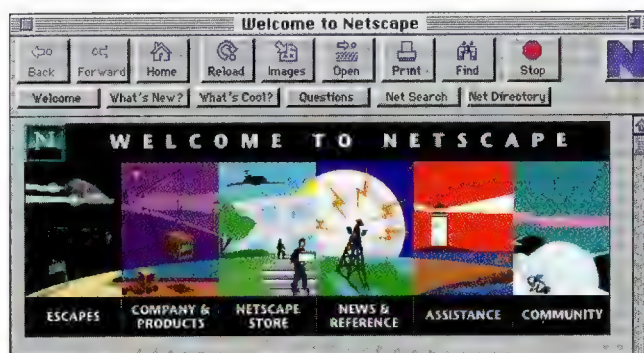 Welcome to Netscape
Back Forward Home Reload Images Open Print Find Stop
N
Welcome What's New? What's Cool? Questions Net Search Net Directory
N WELCOME TO NETSCAPE
ESCAPES COMPANY & PRODUCTS NETSCAPE STORE NEWS & REFERENCE ASSISTANCE COMMUNITY